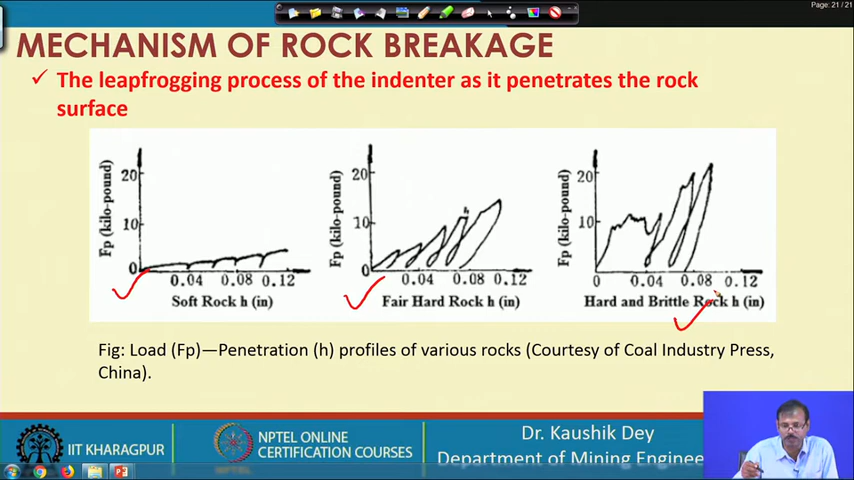 Page: 21 / 21
MECHANISM OF ROCK BREAKAGE
✓ The leapfrogging process of the indenter as it penetrates the rock
surface
Fp (kilo-pound)
20
10
0
0.04 0.08 0.12
Soft Rock h (in)
Fp (kilo-pound)
20
10
0
0.04 0.08 0.12
Fair Hard Rock h (in)
Fp (kilo-pound)
20
10
0
0.04 0.08 0.12
Hard and Brittle Rock h (in)
Fig: Load (Fp)—Penetration (h) profiles of various rocks (Courtesy of Coal Industry Press,
China).
IIT KHARAGPUR
NPTEL ONLINE
CERTIFICATION COURSES
Dr. Kaushik Dey
Department of Mining Enginee